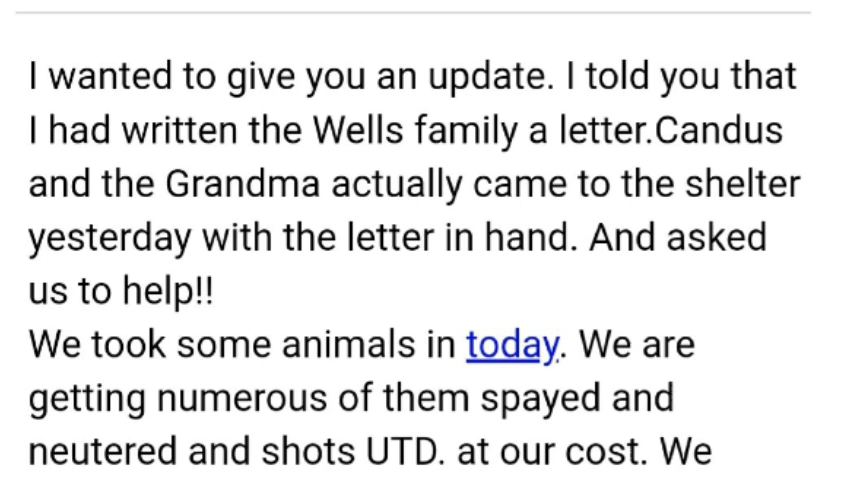 I wanted to give you an update. I told you that
I had written the Wells family a letter.Candus
and the Grandma actually came to the shelter
yesterday with the letter in hand. And asked
us to help!!
We took some animals in today. We are
getting numerous of them spayed and
neutered and shots UTD. at our cost. We